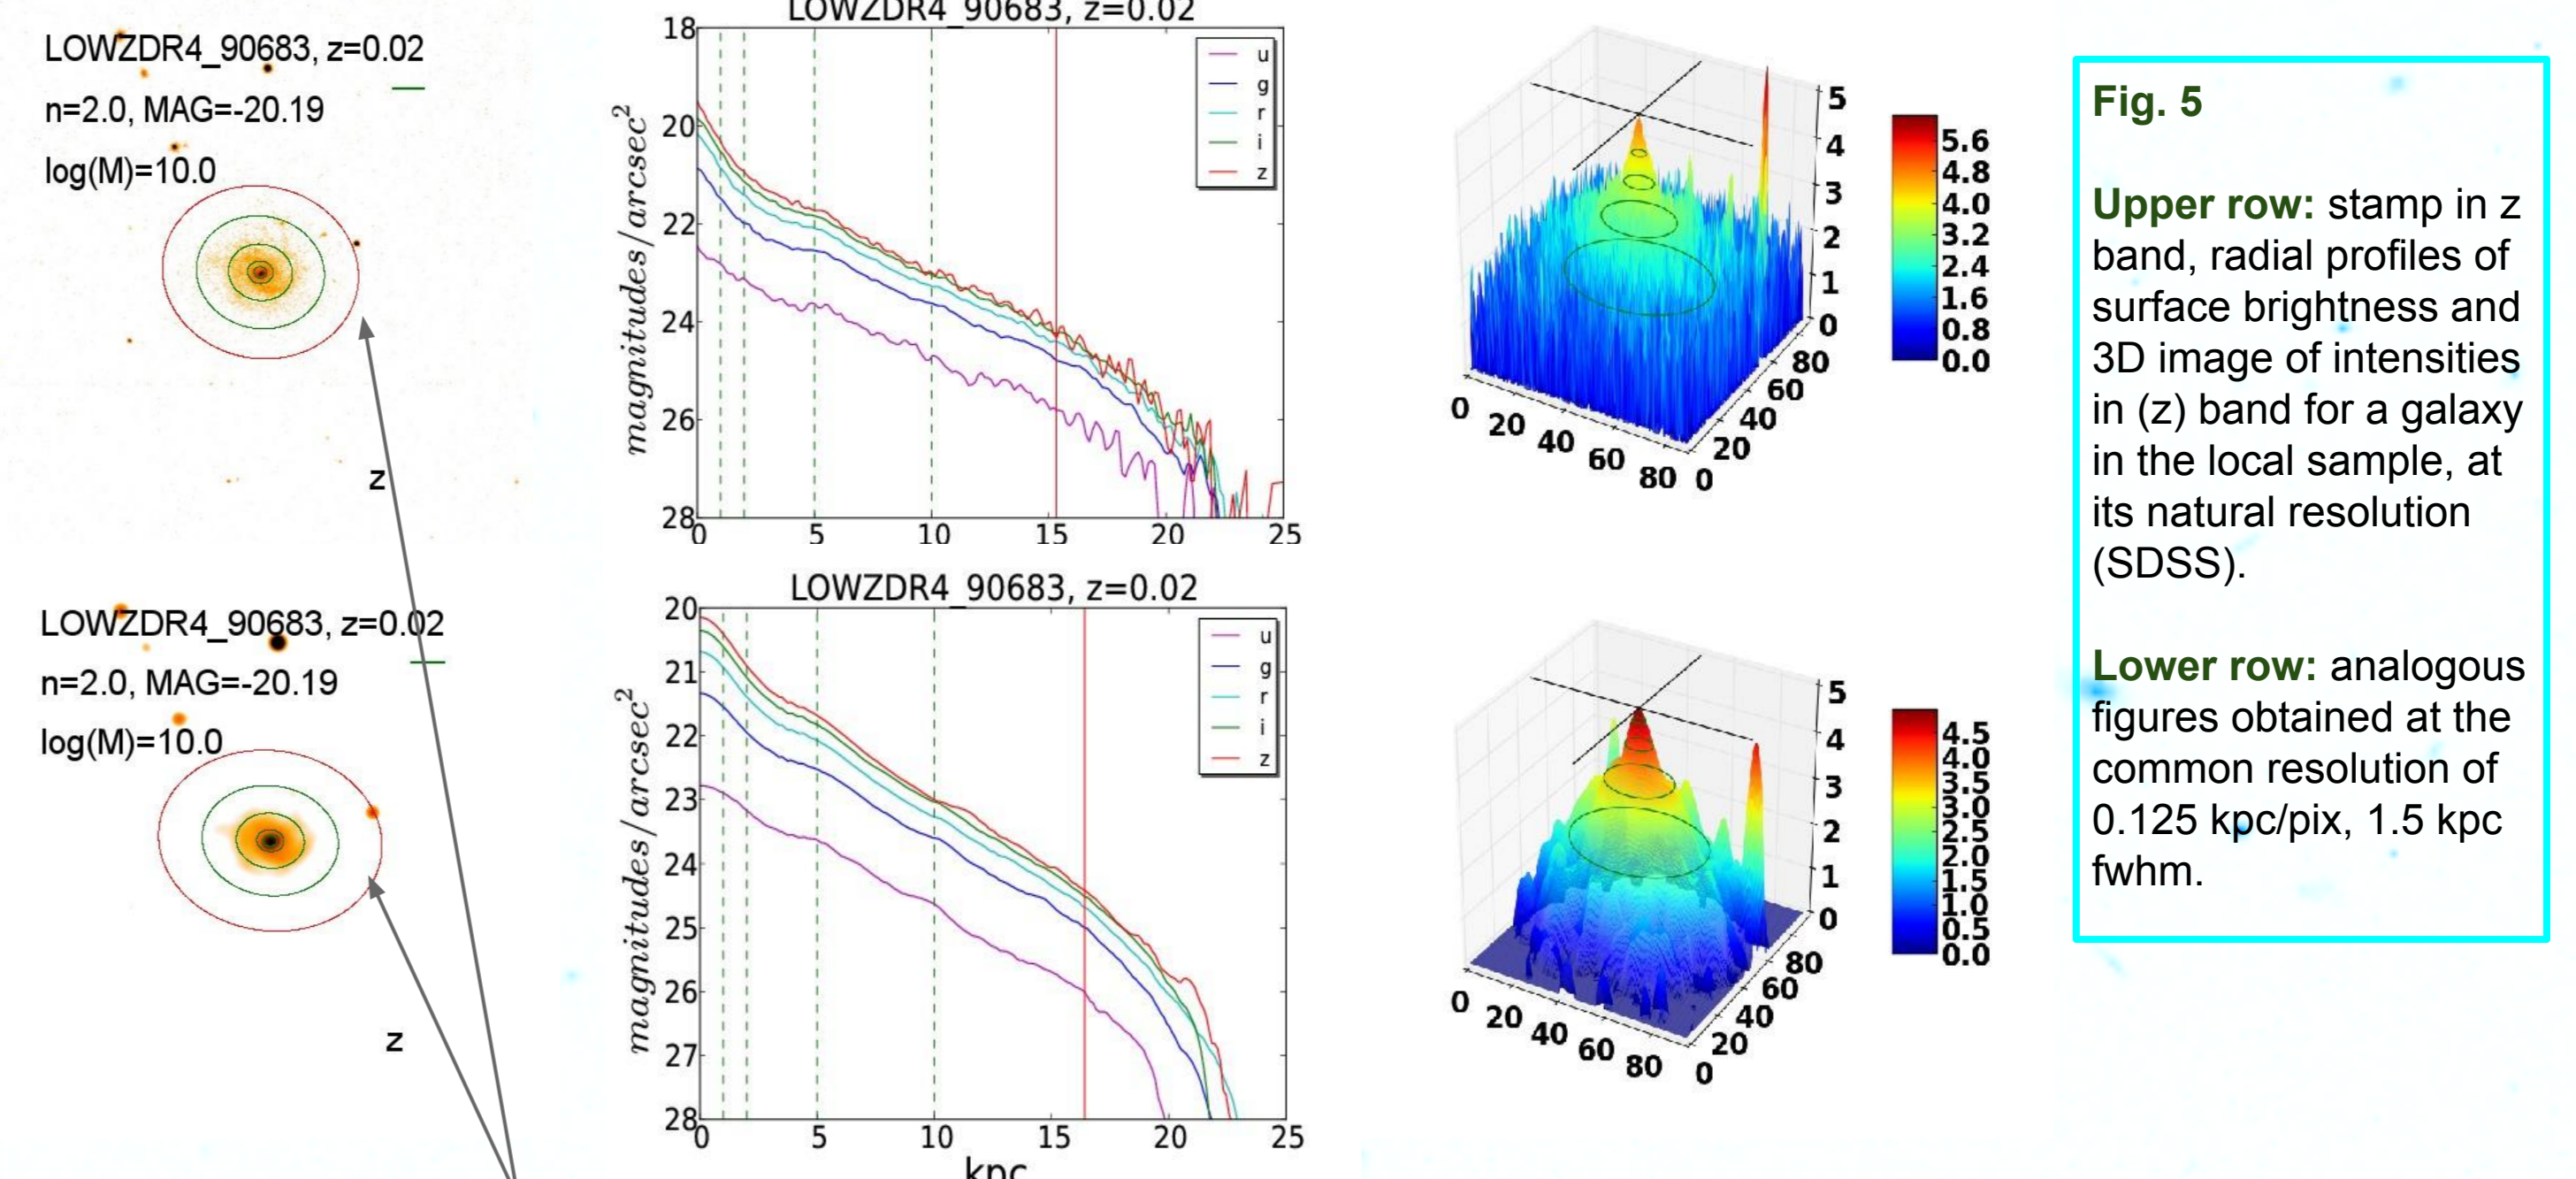 LOWZDR4_90683, z=0.02
n=2.0, MAG=-20.19
log(M)=10.0
z
LOWZDR4_90683, z=0.02
18
20
22
24
26
28
magnitudes/arcsec²
0 5 10 15 20 25
u
g
r
i
z
5
4
3
2
1
0
80
60
40
20
0
0 20 40 60 80
5.6
4.8
4.0
3.2
2.4
1.6
0.8
0.0
LOWZDR4_90683, z=0.02
n=2.0, MAG=-20.19
log(M)=10.0
z
LOWZDR4_90683, z=0.02
20
21
22
23
24
25
26
27
28
magnitudes/arcsec²
0 5 10 15 20 25
kpc
u
g
r
i
z
5
4
3
2
1
0
80
60
40
20
0
0 20 40 60 80
4.5
4.0
3.5
3.0
2.5
2.0
1.5
1.0
0.5
0.0
Fig. 5
Upper row: stamp in z
band, radial profiles of
surface brightness and
3D image of intensities
in (z) band for a galaxy
in the local sample, at
its natural resolution
(SDSS).
Lower row: analogous
figures obtained at the
common resolution of
0.125 kpc/pix, 1.5 kpc
fwhm.